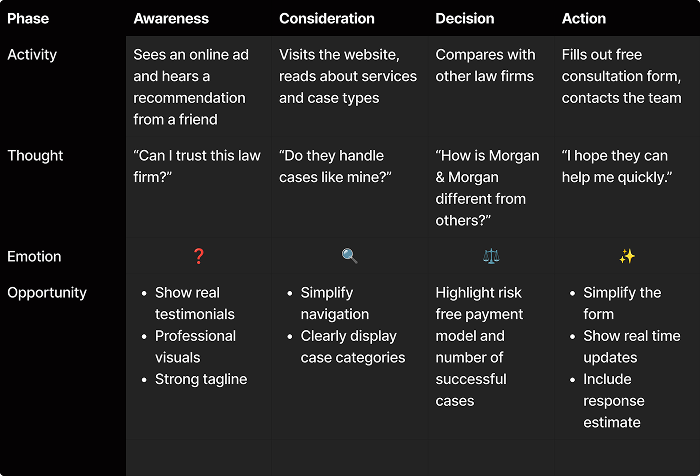 Phase Awareness Consideration Decision Action
Activity
Sees an online ad
and hears a
recommendation
from a friend
Visits the website,
reads about services
and case types
Compares with
other law firms
Fills out free
consultation form,
contacts the team
Thought
“Can I trust this law
firm?”
“Do they handle
cases like mine?”
“How is Morgan
& Morgan
different from
others?”
“I hope they can
help me quickly.”
Emotion ❓ 🔍 ⚖️ ✨
Opportunity
• Show real
testimonials
• Professional
visuals
• Strong tagline
• Simplify
navigation
• Clearly display
case categories
Highlight risk
free payment
model and
number of
successful
cases
• Simplify the
form
• Show real time
updates
• Include
response
estimate